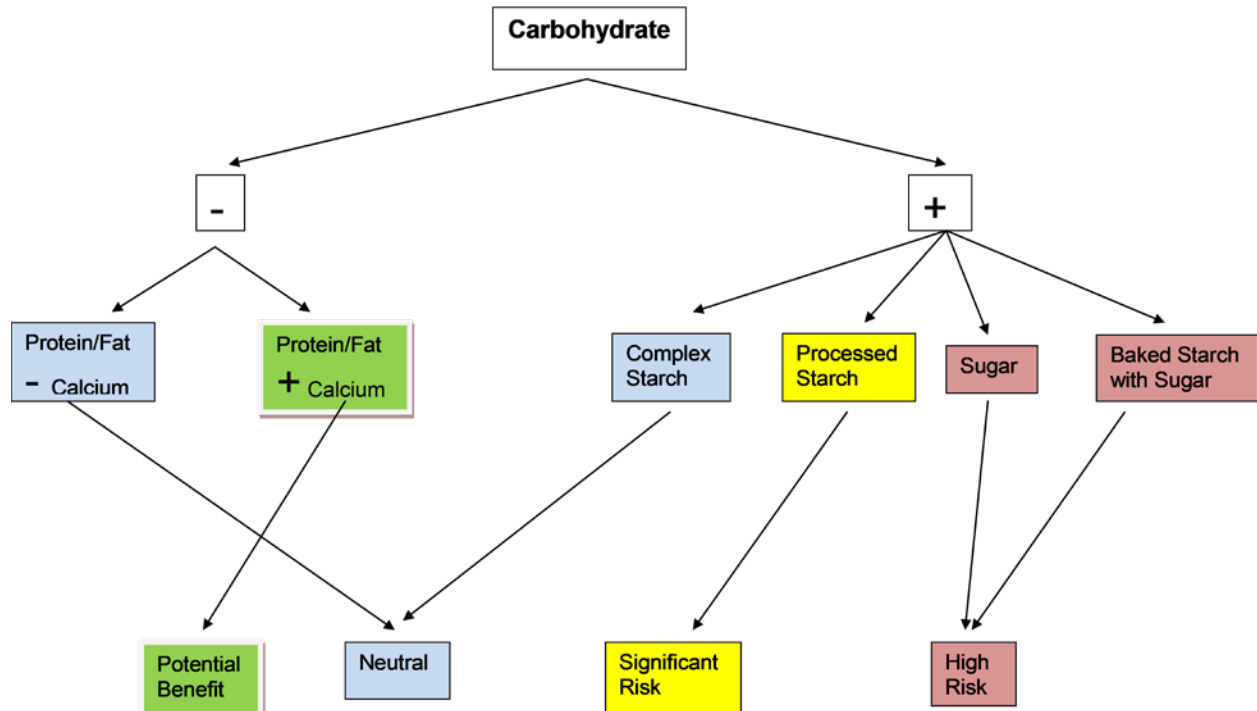 Carbohydrate
-
+
Protein/Fat
- Calcium
Protein/Fat
+ Calcium
Complex
Starch
Processed
Starch
Sugar
Baked Starch
with Sugar
Potential
Benefit
Neutral
Significant
Risk
High
Risk